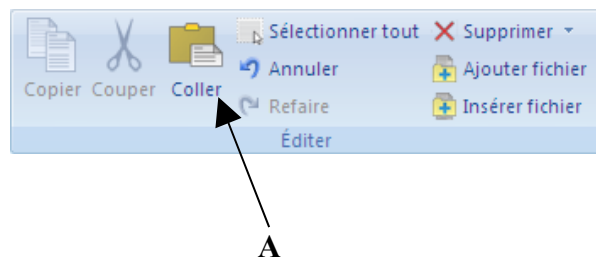 Copier Couper Coller
Sélectionner tout
Annuler
Refaire
Supprimer
Ajouter fichier
Insérer fichier
Éditer
A